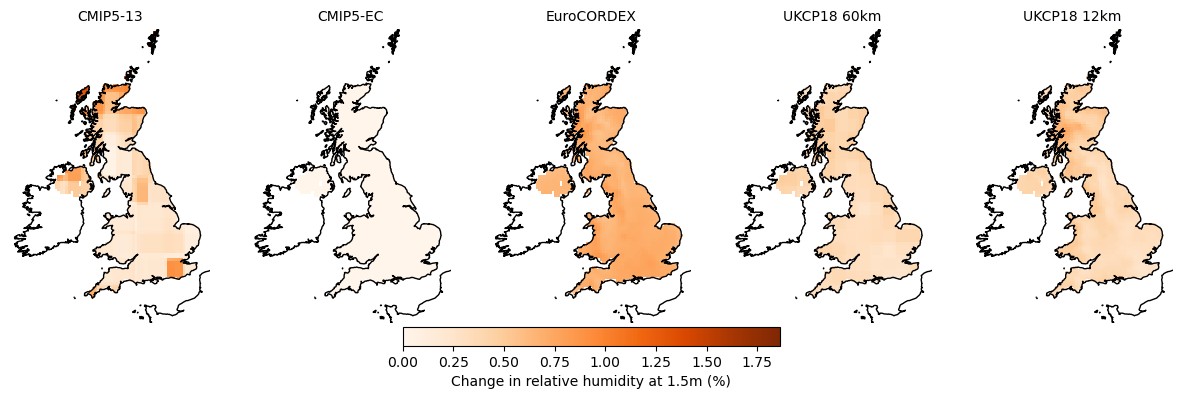 CMIP5-13 CMIP5-EC EuroCORDEX UKCP18 60km UKCP18 12km
0.00 0.25 0.50 0.75 1.00 1.25 1.50 1.75
Change in relative humidity at 1.5m (%)